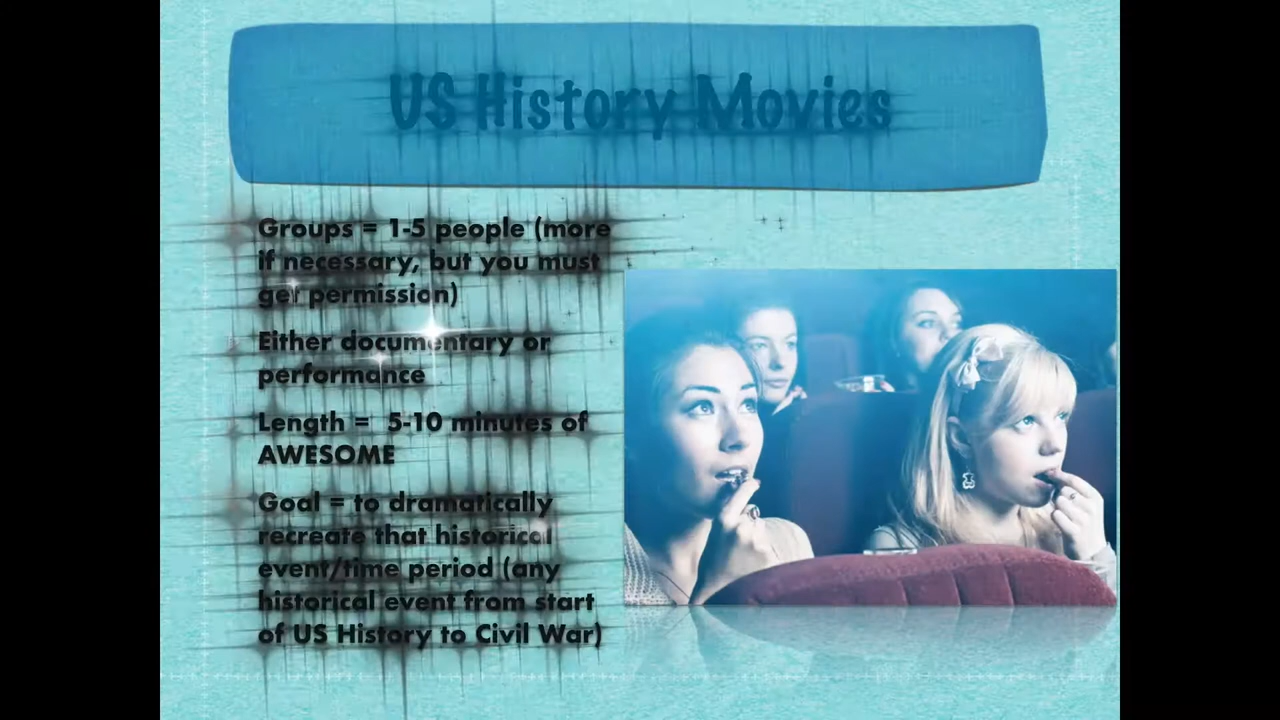 US History Movies
Groups = 1-5 people (more
if necessary, but you must
get permission)
Either documentary or
performance
Length =  5-10 minutes of
AWESOME
Goal = to dramatically
recreate that historical
event/time period (any
historical event from start
of US History to Civil War)